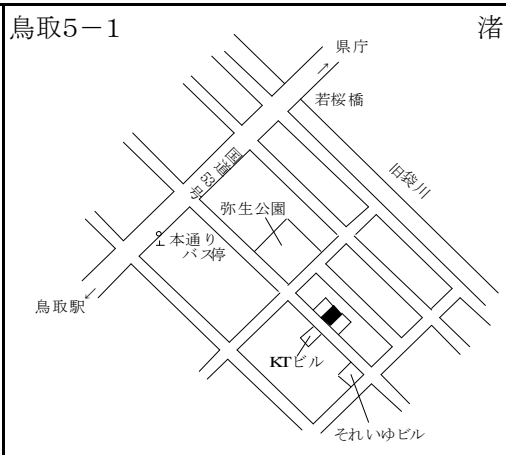 鳥取5－1
渚
県庁
→
若桜橋
旧袋川
国道53号
弥生公園
本通り
バス停
鳥取駅
←
KTビル
それいゆビル